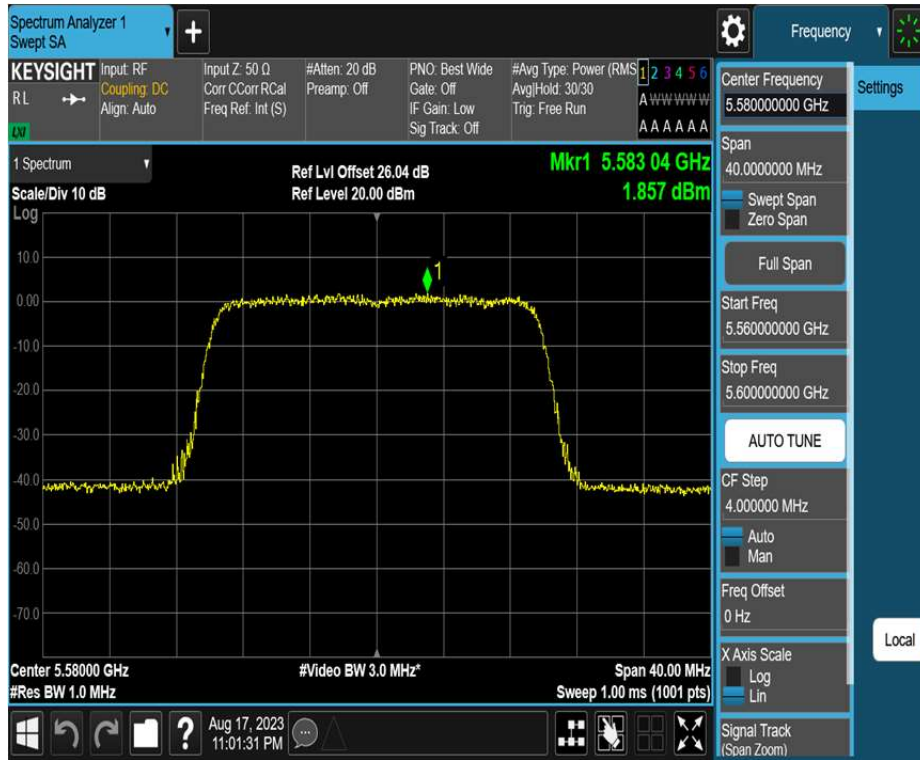 Spectrum Analyzer 1
Swept SA
+
Frequency
KEYSIGHT
R L
LXI
Input: RF
Coupling: DC
Align: Auto
Input Z: 50 Ω
Corr CCorr RCal
Freq Ref: Int (S)
#Atten: 20 dB
Preamp: Off
PNO: Best Wide
Gate: Off
IF Gain: Low
Sig Track: Off
#Avg Type: Power (RMS
Avg|Hold: 30/30
Trig: Free Run
1 2 3 4 5 6
A W W W W W
A A A A A A
1 Spectrum
Scale/Div 10 dB
Log
Ref Lvl Offset 26.04 dB
Ref Level 20.00 dBm
Mkr1 5.583 04 GHz
1.857 dBm
1
10.0
0.00
-10.0
-20.0
-30.0
-40.0
-50.0
-60.0
-70.0
Center 5.58000 GHz
#Res BW 1.0 MHz
#Video BW 3.0 MHz*
Span 40.00 MHz
Sweep 1.00 ms (1001 pts)
?
Aug 17, 2023
11:01:31 PM
Center Frequency
5.580000000 GHz
Settings
Span
40.0000000 MHz
Swept Span
Zero Span
Full Span
Start Freq
5.560000000 GHz
Stop Freq
5.600000000 GHz
AUTO TUNE
CF Step
4.000000 MHz
Auto
Man
Freq Offset
0 Hz
Local
X Axis Scale
Log
Lin
Signal Track
(Span Zoom)